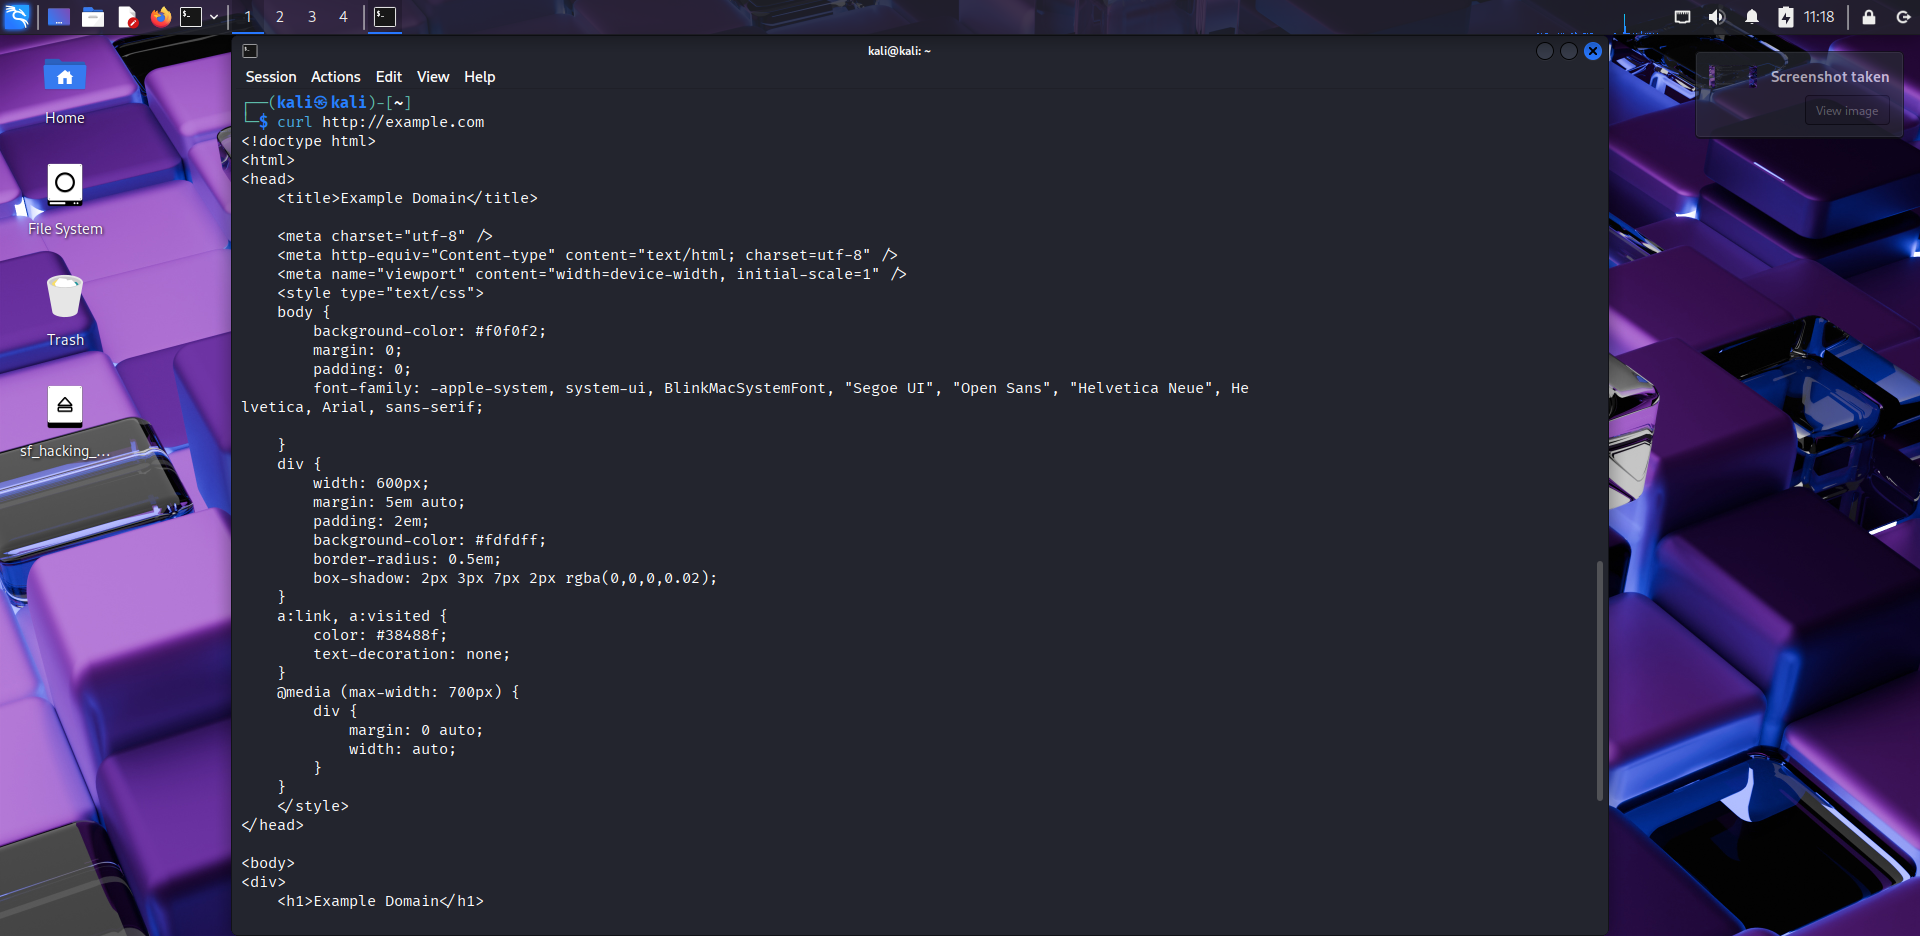 1 2 3 4
11:18
kali@kali: ~
Session Actions Edit View Help
Screenshot taken
View image
Home
File System
Trash
sf_hacking_...
┌──(kali㉿kali)-[~]
└─$ curl http://example.com
<!doctype html>
<html>
<head>
    <title>Example Domain</title>

    <meta charset="utf-8" />
    <meta http-equiv="Content-type" content="text/html; charset=utf-8" />
    <meta name="viewport" content="width=device-width, initial-scale=1" />
    <style type="text/css">
    body {
        background-color: #f0f0f2;
        margin: 0;
        padding: 0;
        font-family: -apple-system, system-ui, BlinkMacSystemFont, "Segoe UI", "Open Sans", "Helvetica Neue", He
lvetica, Arial, sans-serif;

    }
    div {
        width: 600px;
        margin: 5em auto;
        padding: 2em;
        background-color: #fdfdff;
        border-radius: 0.5em;
        box-shadow: 2px 3px 7px 2px rgba(0,0,0,0.02);
    }
    a:link, a:visited {
        color: #38488f;
        text-decoration: none;
    }
    @media (max-width: 700px) {
        div {
            margin: 0 auto;
            width: auto;
        }
    }
    </style>
</head>

<body>
<div>
    <h1>Example Domain</h1>